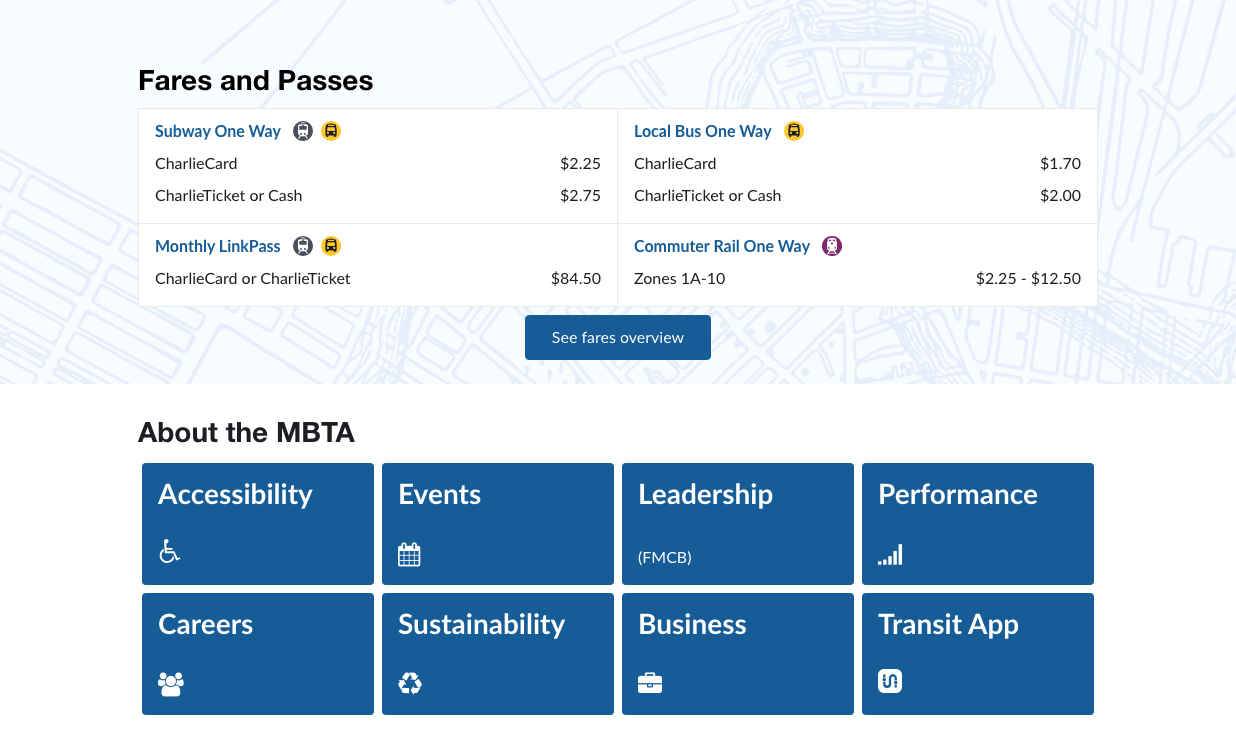 Fares and Passes
Subway One Way
CharlieCard $2.25
CharlieTicket or Cash $2.75
Local Bus One Way
CharlieCard $1.70
CharlieTicket or Cash $2.00
Monthly LinkPass
CharlieCard or CharlieTicket $84.50
Commuter Rail One Way
Zones 1A-10 $2.25 - $12.50
See fares overview
About the MBTA
Accessibility
Events
Leadership
(FMCB)
Performance
Careers
Sustainability
Business
Transit App